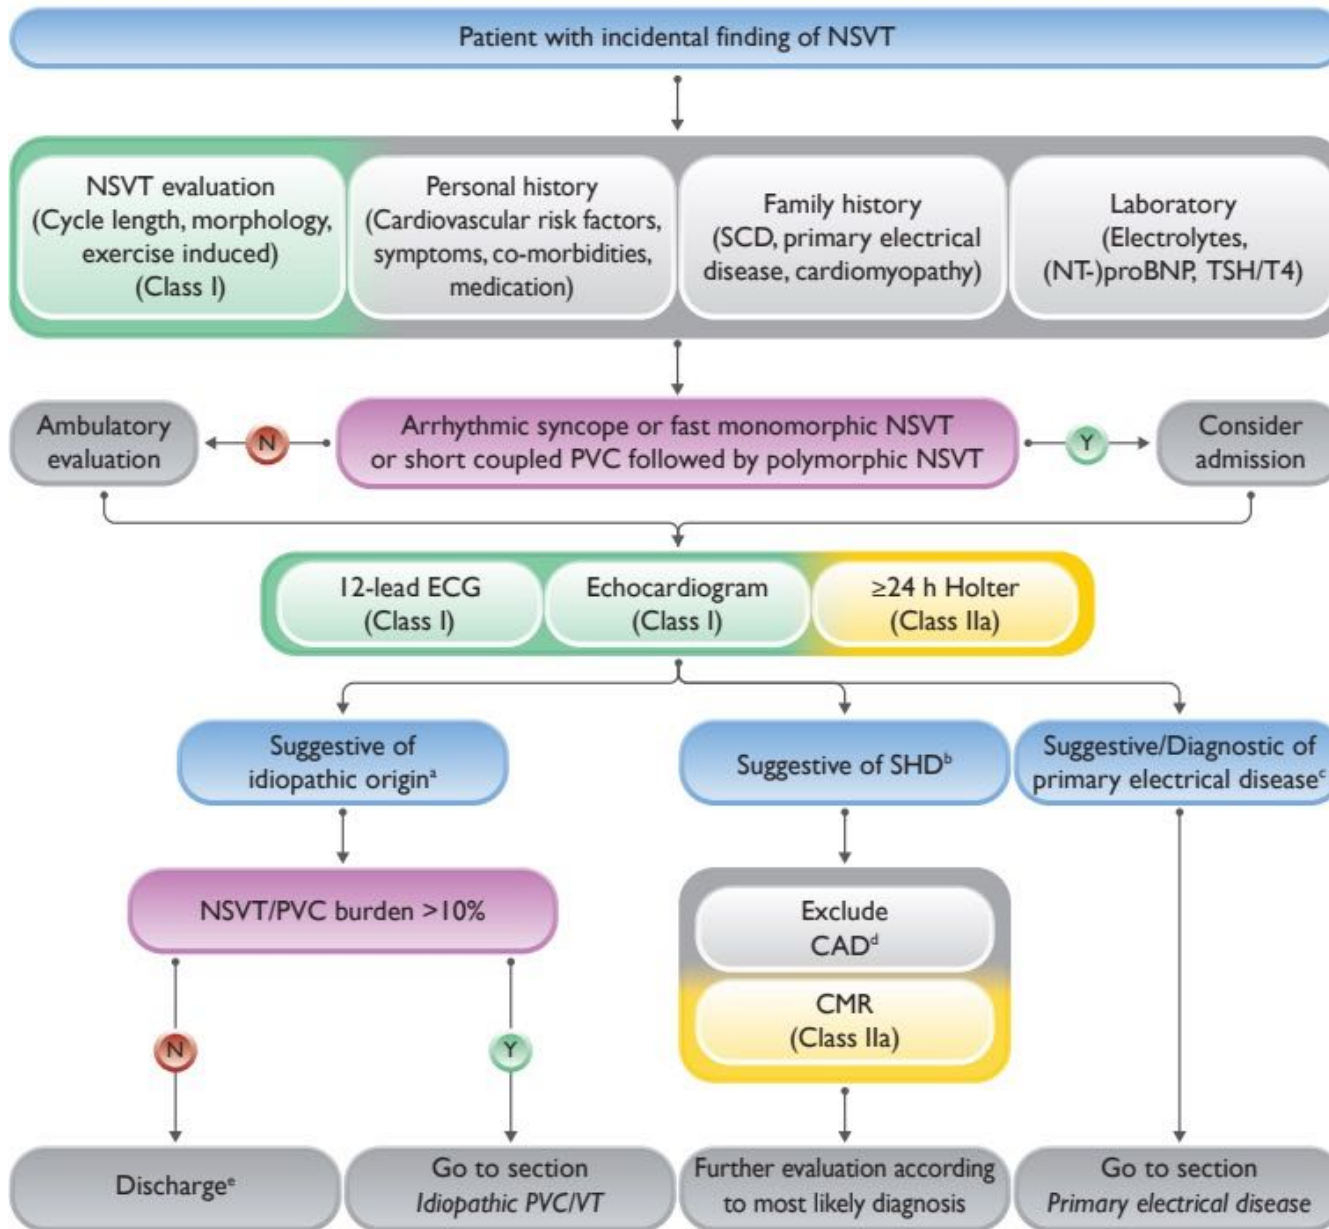 Patient with incidental finding of NSVT
NSVT evaluation
(Cycle length, morphology,
exercise induced)
(Class I)
Personal history
(Cardiovascular risk factors,
symptoms, co-morbidities,
medication)
Family history
(SCD, primary electrical
disease, cardiomyopathy)
Laboratory
(Electrolytes,
(NT-)proBNP, TSH/T4)
Ambulatory
evaluation
N
Arrhythmic syncope or fast monomorphic NSVT
or short coupled PVC followed by polymorphic NSVT
Y
Consider
admission
12-lead ECG
(Class I)
Echocardiogram
(Class I)
≥24 h Holter
(Class IIa)
Suggestive of
idiopathic originᵃ
Suggestive of SHDᵇ
Suggestive/Diagnostic of
primary electrical diseaseᶜ
NSVT/PVC burden >10%
Exclude
CADᵈ
CMR
(Class IIa)
N
Y
Dischargeᵉ
Go to section
Idiopathic PVC/VT
Further evaluation according
to most likely diagnosis
Go to section
Primary electrical disease